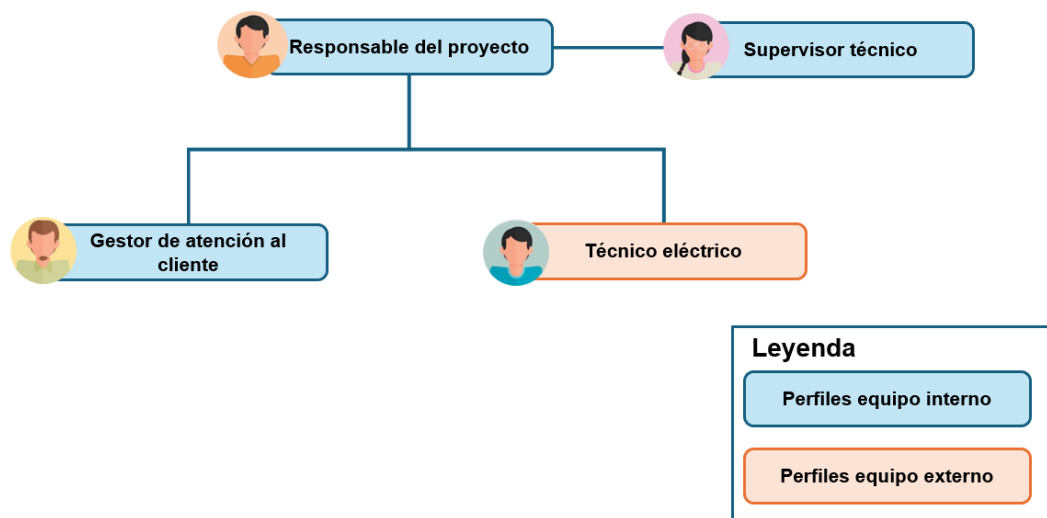 Responsable del proyecto
Supervisor técnico
Gestor de atención al
cliente
Técnico eléctrico
Leyenda
Perfiles equipo interno
Perfiles equipo externo